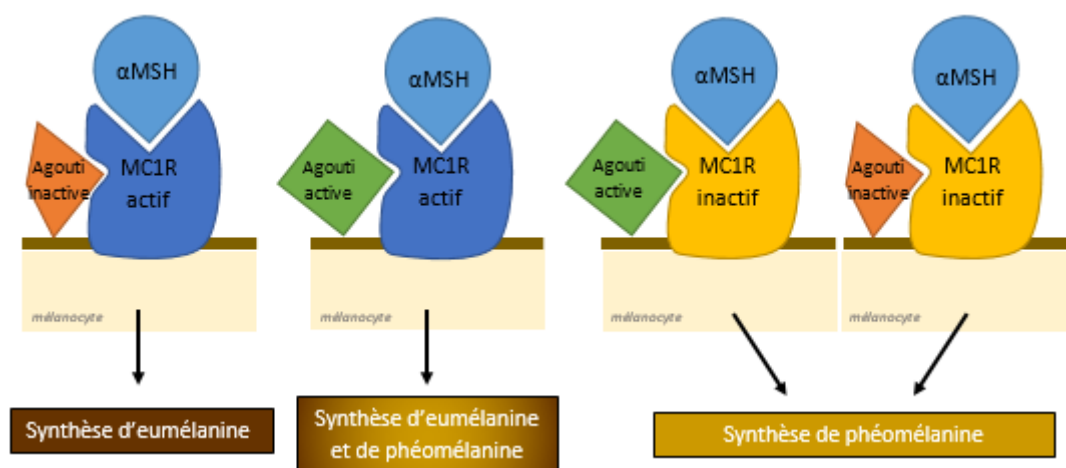 αMSH
Agouti
inactive
MC1R
actif
mélanocyte
Synthèse d'eumélanine
αMSH
Agouti
active
MC1R
actif
mélanocyte
Synthèse d'eumélanine
et de phéomélanine
αMSH
Agouti
active
MC1R
inactif
mélanocyte
αMSH
Agouti
inactive
MC1R
inactif
mélanocyte
Synthèse de phéomélanine